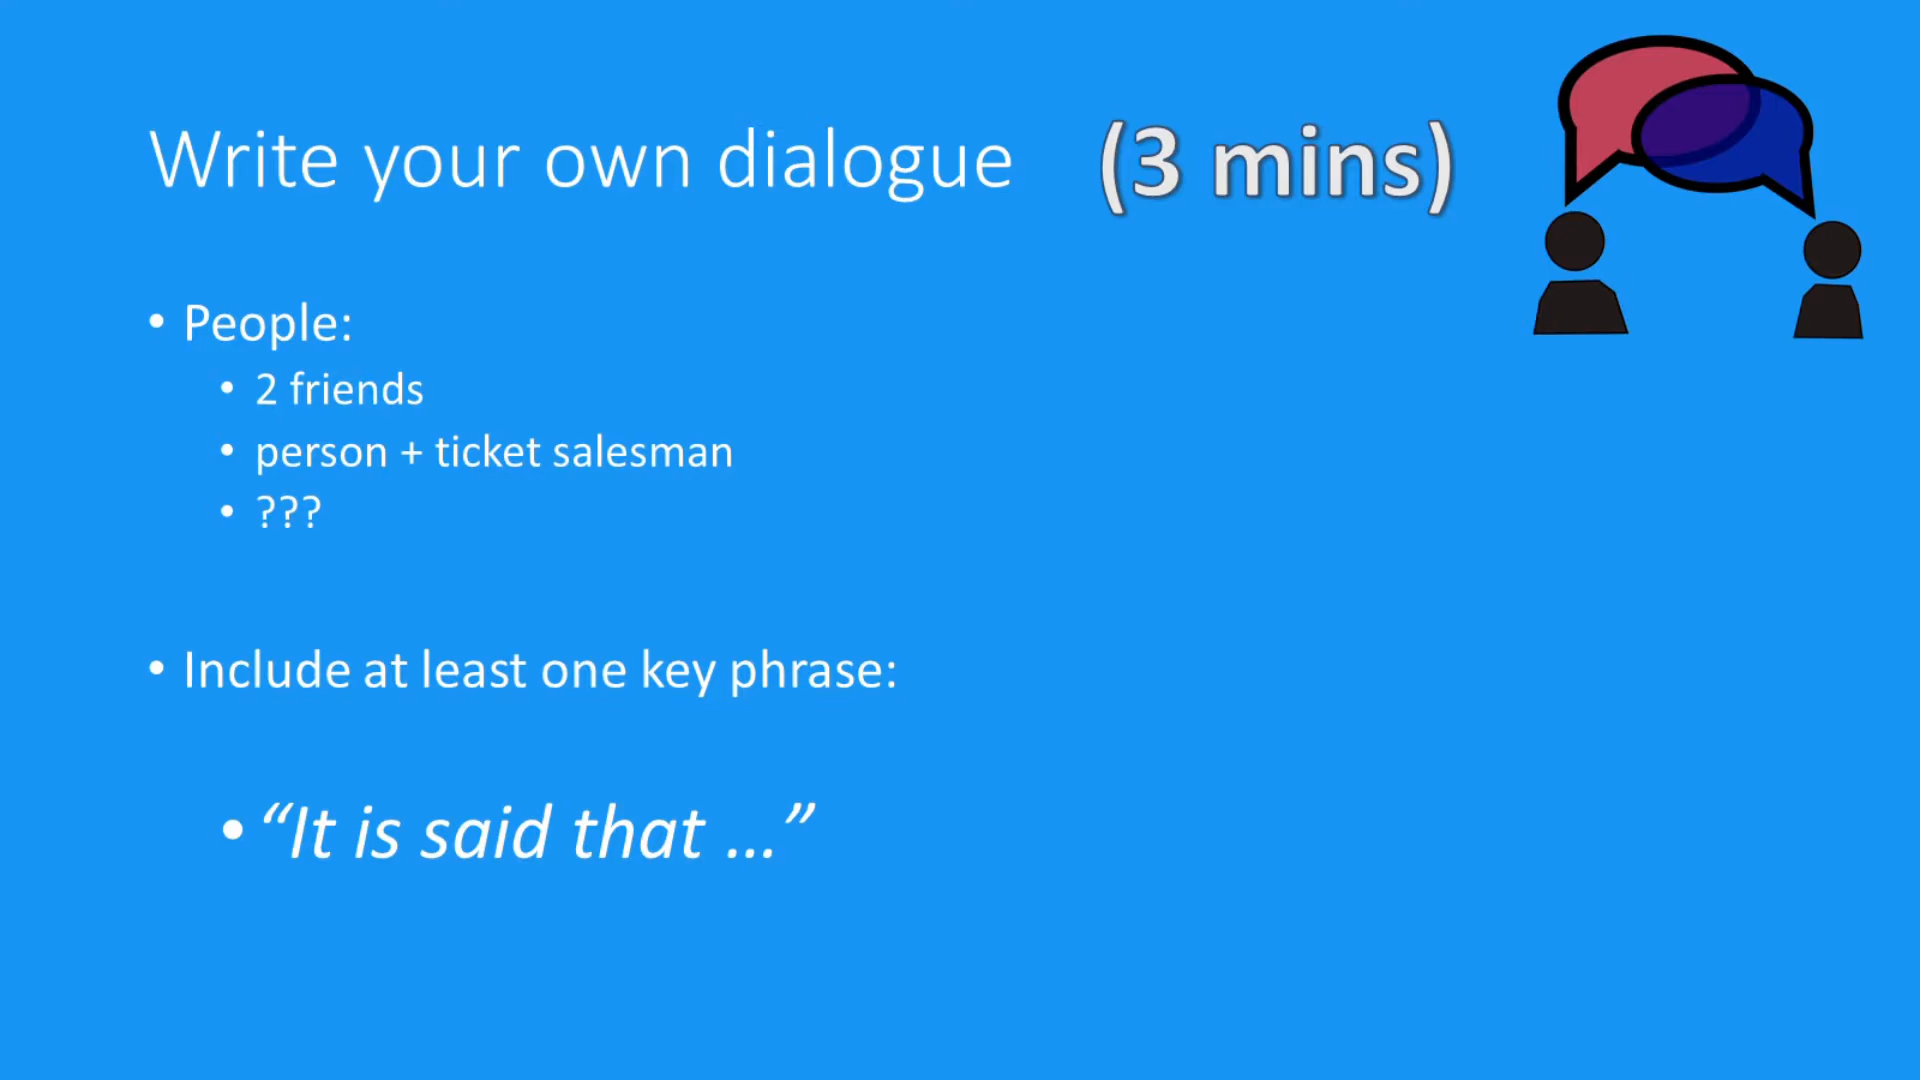 Write your own dialogue (3 mins)
• People:
• 2 friends
• person + ticket salesman
• ???
• Include at least one key phrase:
• “It is said that …”